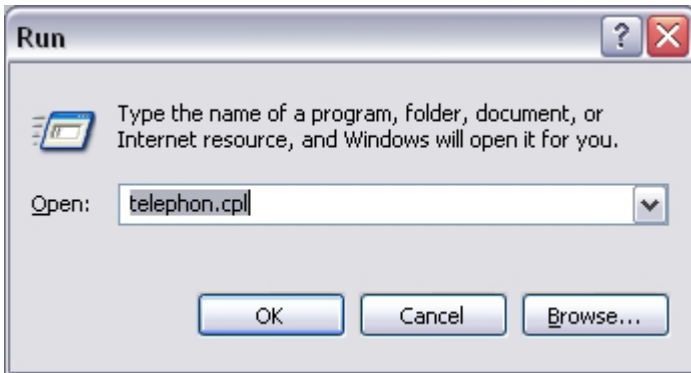 Run
Type the name of a program, folder, document, or
Internet resource, and Windows will open it for you.
Open: telephon.cpl
OK Cancel Browse...